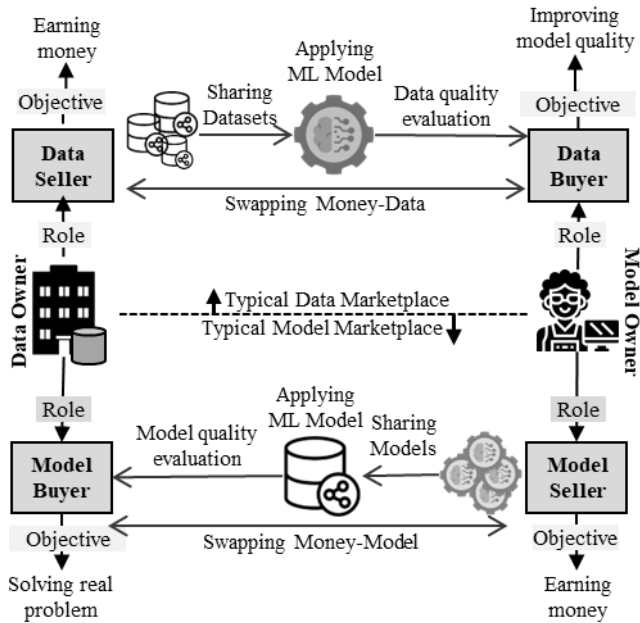 Earning
money
Improving
model quality
Applying
ML Model
Objective
Sharing
Datasets
Data quality
evaluation
Objective
Data
Seller
Data
Buyer
Swapping Money-Data
Role
Role
Data Owner
Typical Data Marketplace
Typical Model Marketplace
Model Owner
Role
Role
Applying
ML Model
Model quality
evaluation
Sharing
Models
Model
Buyer
Model
Seller
Objective
Swapping Money-Model
Objective
Solving real
problem
Earning
money